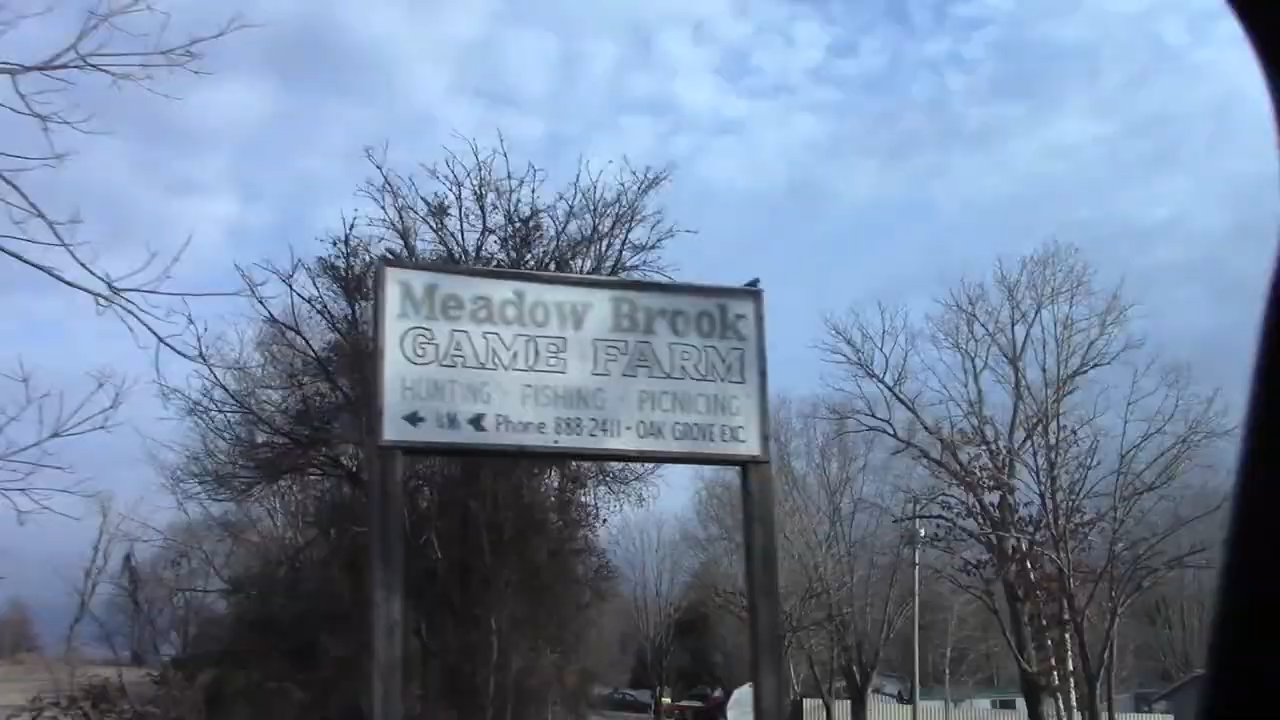 Meadow Brook
GAME FARM
HUNTING · FISHING · PICNICING
Phone 888-2411 - OAK GROVE EXC.